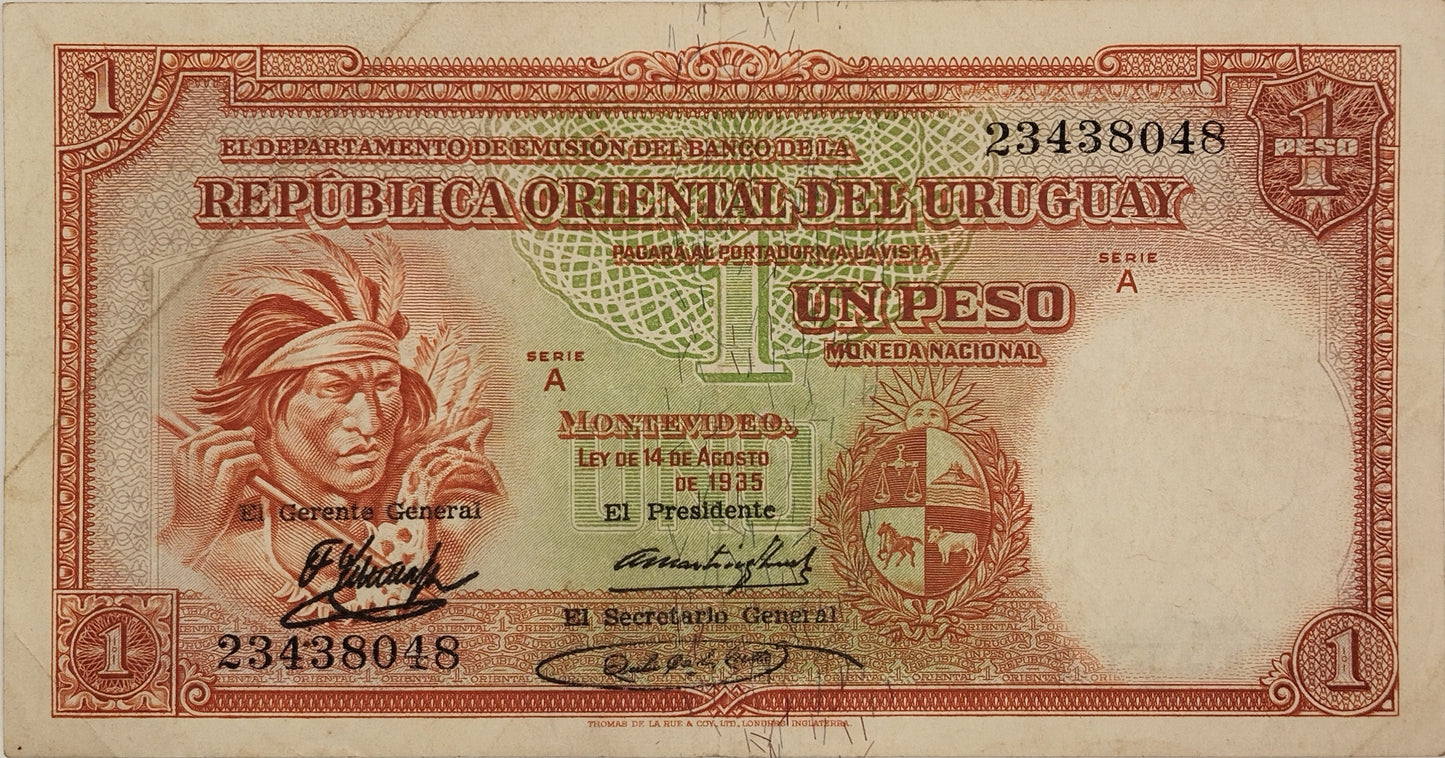 1
EL DEPARTAMENTO DE EMISIÓN DEL BANCO DE LA
23438048
1
PESO
REPÚBLICA ORIENTAL DEL URUGUAY
PAGARÁ AL PORTADOR Y A LA VISTA,
SERIE
A
1
UN PESO
MONEDA NACIONAL
SERIE
A
MONTEVIDEO,
UNO
LEY DE 14 DE AGOSTO
DE 1935
El Gerente General
El Presidente
El Secretario General
23438048
1
1
THOMAS DE LA RUE & COY, LTD, LONDRES INGLATERRA.